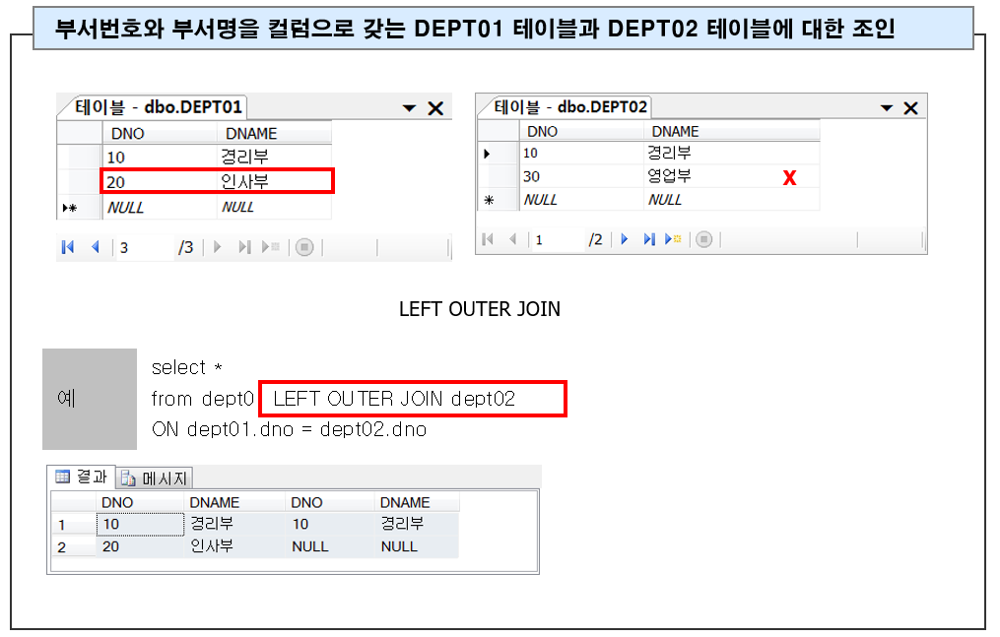 부서번호와 부서명을 컬럼으로 갖는 DEPT01 테이블과 DEPT02 테이블에 대한 조인
테이블 - dbo.DEPT01
DNO DNAME
10 경리부
20 인사부
NULL NULL
3 /3
테이블 - dbo.DEPT02
DNO DNAME
10 경리부
30 영업부 X
NULL NULL
1 /2
LEFT OUTER JOIN
예
select *
from dept0 LEFT OUTER JOIN dept02
ON dept01.dno = dept02.dno
결과 메시지
DNO DNAME DNO DNAME
1 10 경리부 10 경리부
2 20 인사부 NULL NULL